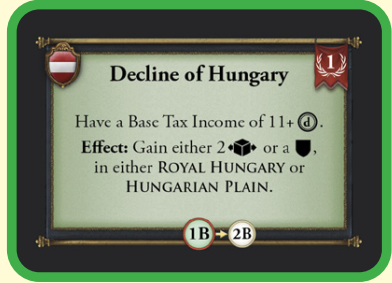 1
Decline of Hungary
Have a Base Tax Income of 11+ d.
Effect: Gain either 2 or a ,
in either ROYAL HUNGARY or
HUNGARIAN PLAIN.
1B 2B